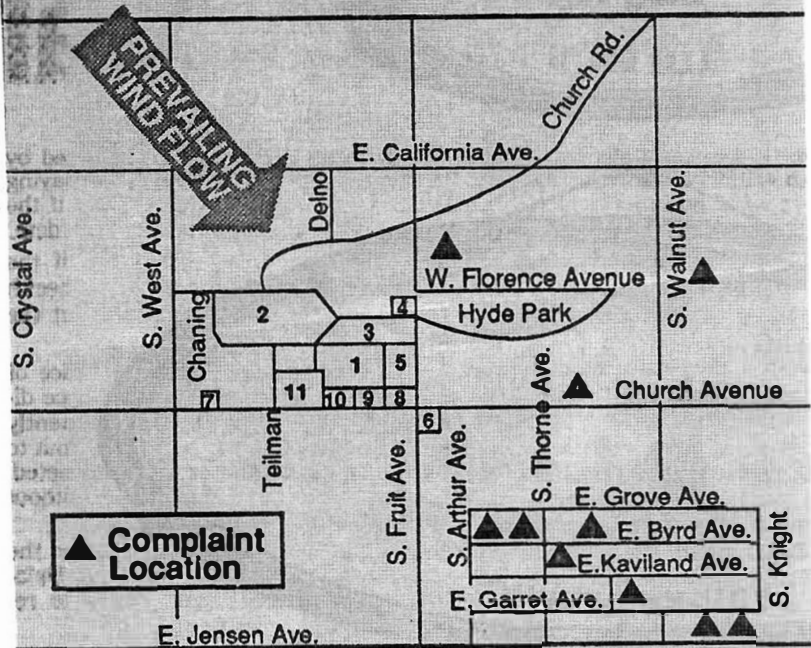 PREVAILING
WIND FLOW
Church Rd.
E. California Ave.
Delno
S. Crystal Ave.
S. West Ave.
S. Walnut Ave.
W. Florence Avenue
Chaning
2
4
Hyde Park
3
1
5
7
11
10
9
8
Church Avenue
6
Teilman
S. Fruit Ave.
S. Arthur Ave.
S. Thorne Ave.
E. Grove Ave.
E. Byrd Ave.
E.Kaviland Ave.
E. Garret Ave.
S. Knight
Complaint
Location
E. Jensen Ave.